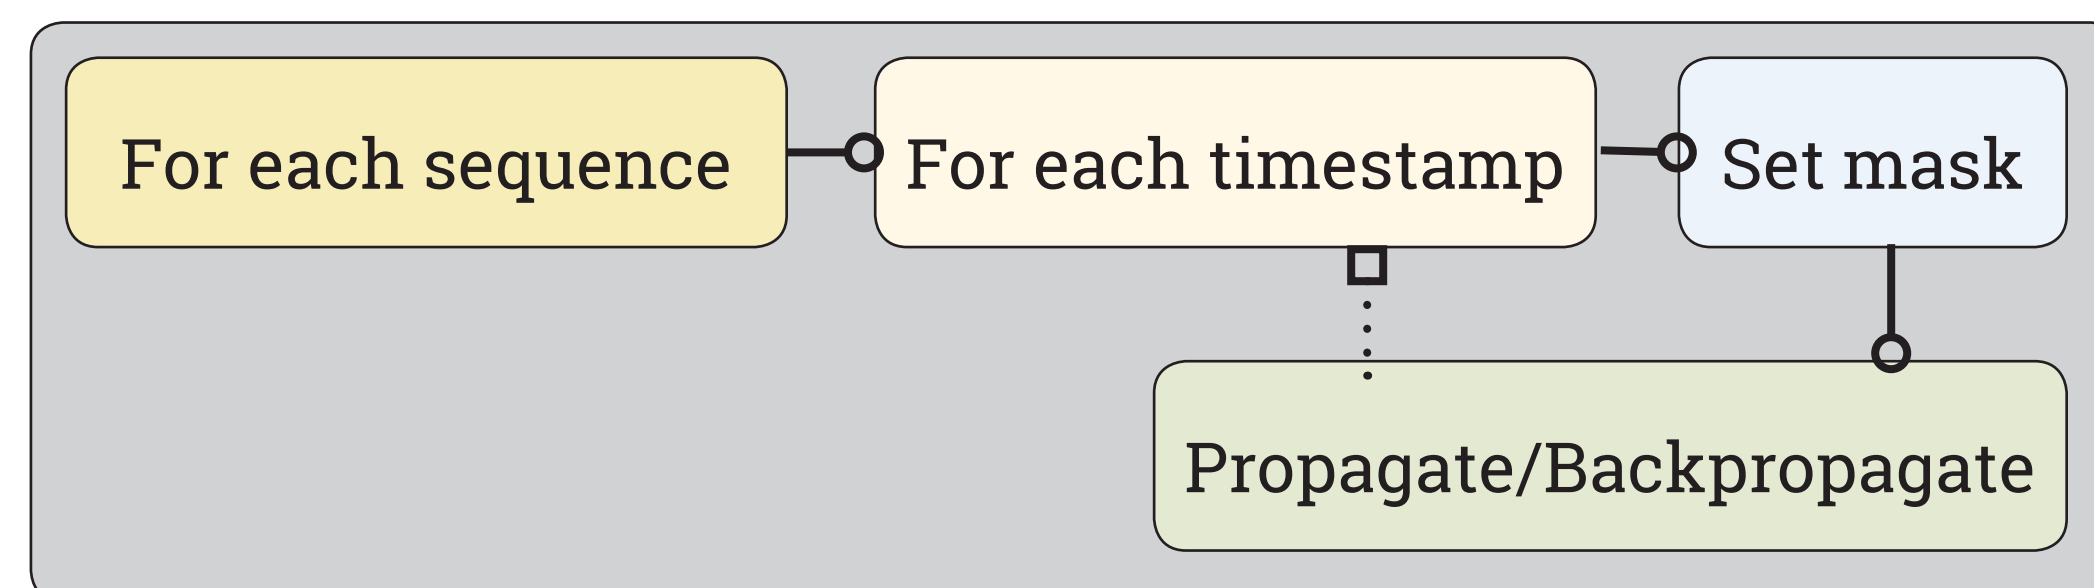 For each sequence
For each timestamp
Set mask
Propagate/Backpropagate